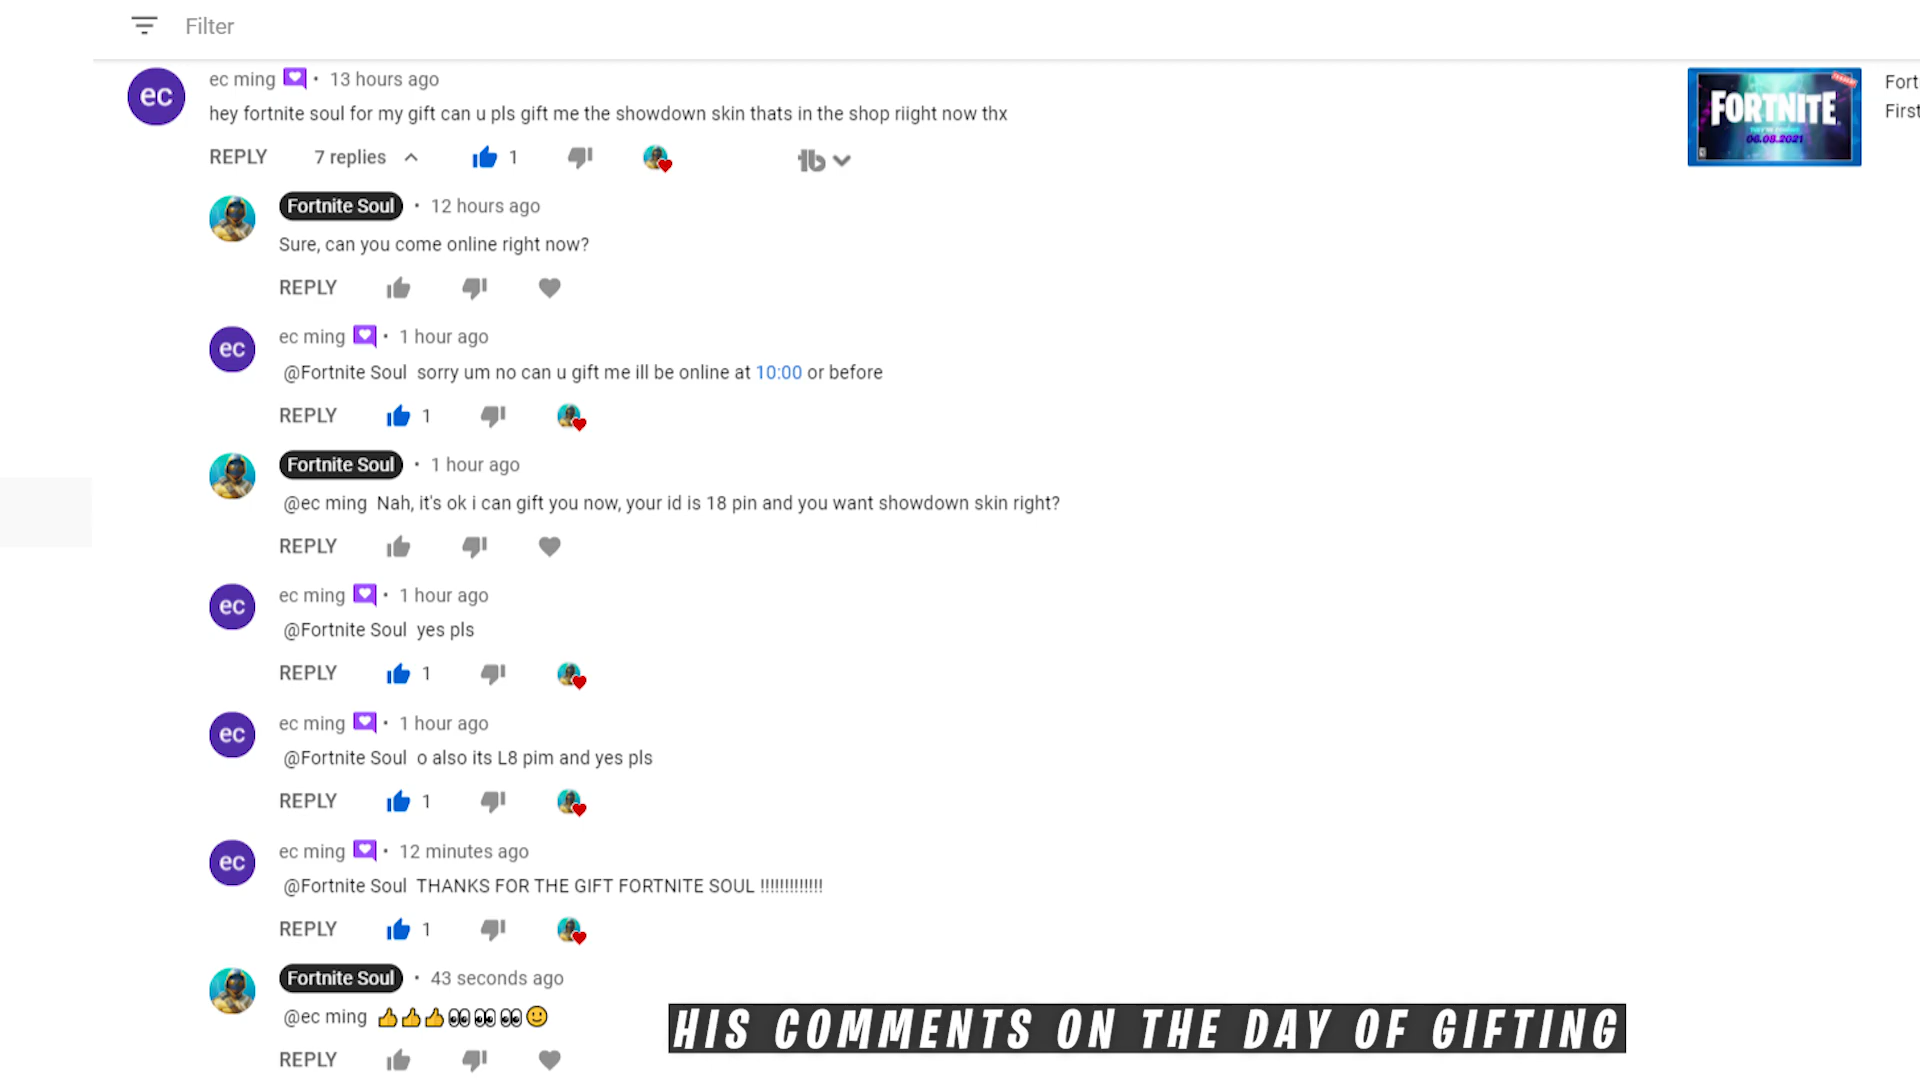 Filter
ec ming • 13 hours ago
hey fortnite soul for my gift can u pls gift me the showdown skin thats in the shop riight now thx
REPLY 7 replies 1
Fortnite Soul • 12 hours ago
Sure, can you come online right now?
REPLY
ec ming • 1 hour ago
@Fortnite Soul sorry um no can u gift me ill be online at 10:00 or before
REPLY 1
Fortnite Soul • 1 hour ago
@ec ming Nah, it's ok i can gift you now, your id is 18 pin and you want showdown skin right?
REPLY
ec ming • 1 hour ago
@Fortnite Soul yes pls
REPLY 1
ec ming • 1 hour ago
@Fortnite Soul o also its L8 pim and yes pls
REPLY 1
ec ming • 12 minutes ago
@Fortnite Soul THANKS FOR THE GIFT FORTNITE SOUL !!!!!!!!!!!!!
REPLY 1
Fortnite Soul • 43 seconds ago
@ec ming 👍👍👍👀👀👀🙂
REPLY
HIS COMMENTS ON THE DAY OF GIFTING
ec
ec
ec
ec
ec
FORTNITE
06.08.2021
Fort
First